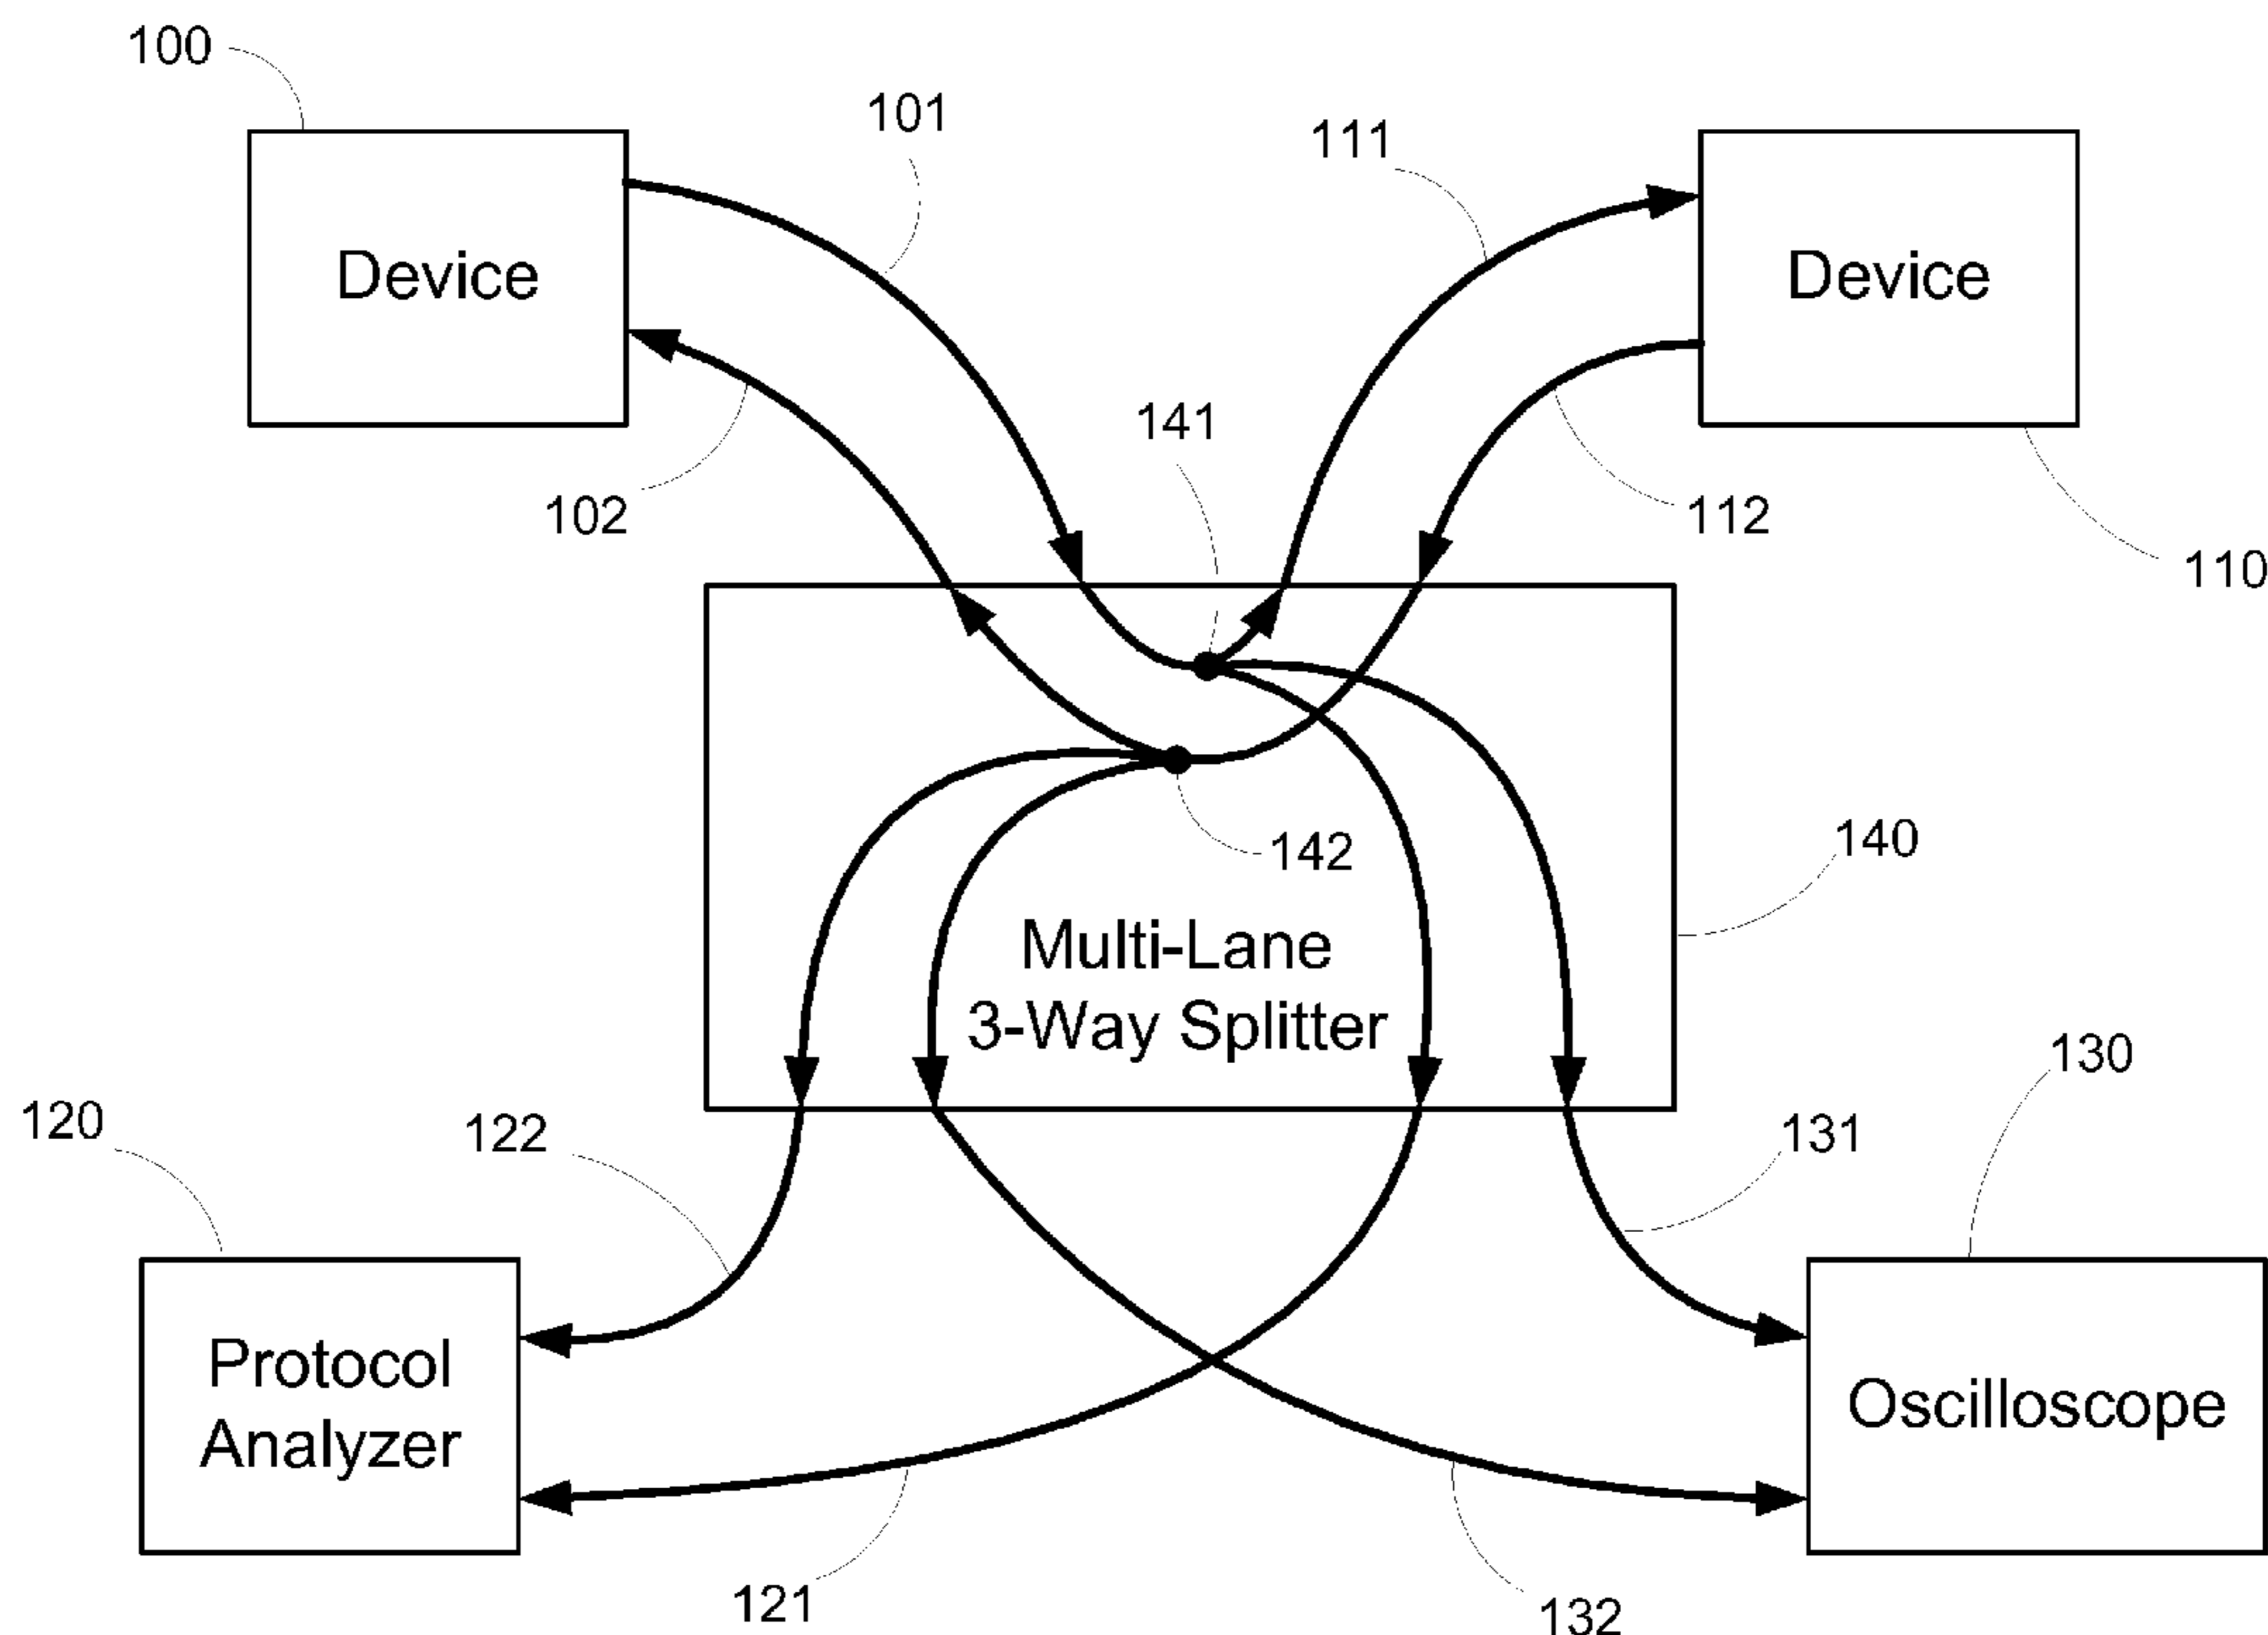 100
101
111
Device
Device
141
102
112
110
142
140
Multi-Lane
3-Way Splitter
130
120
122
131
Protocol
Analyzer
Oscilloscope
121
132